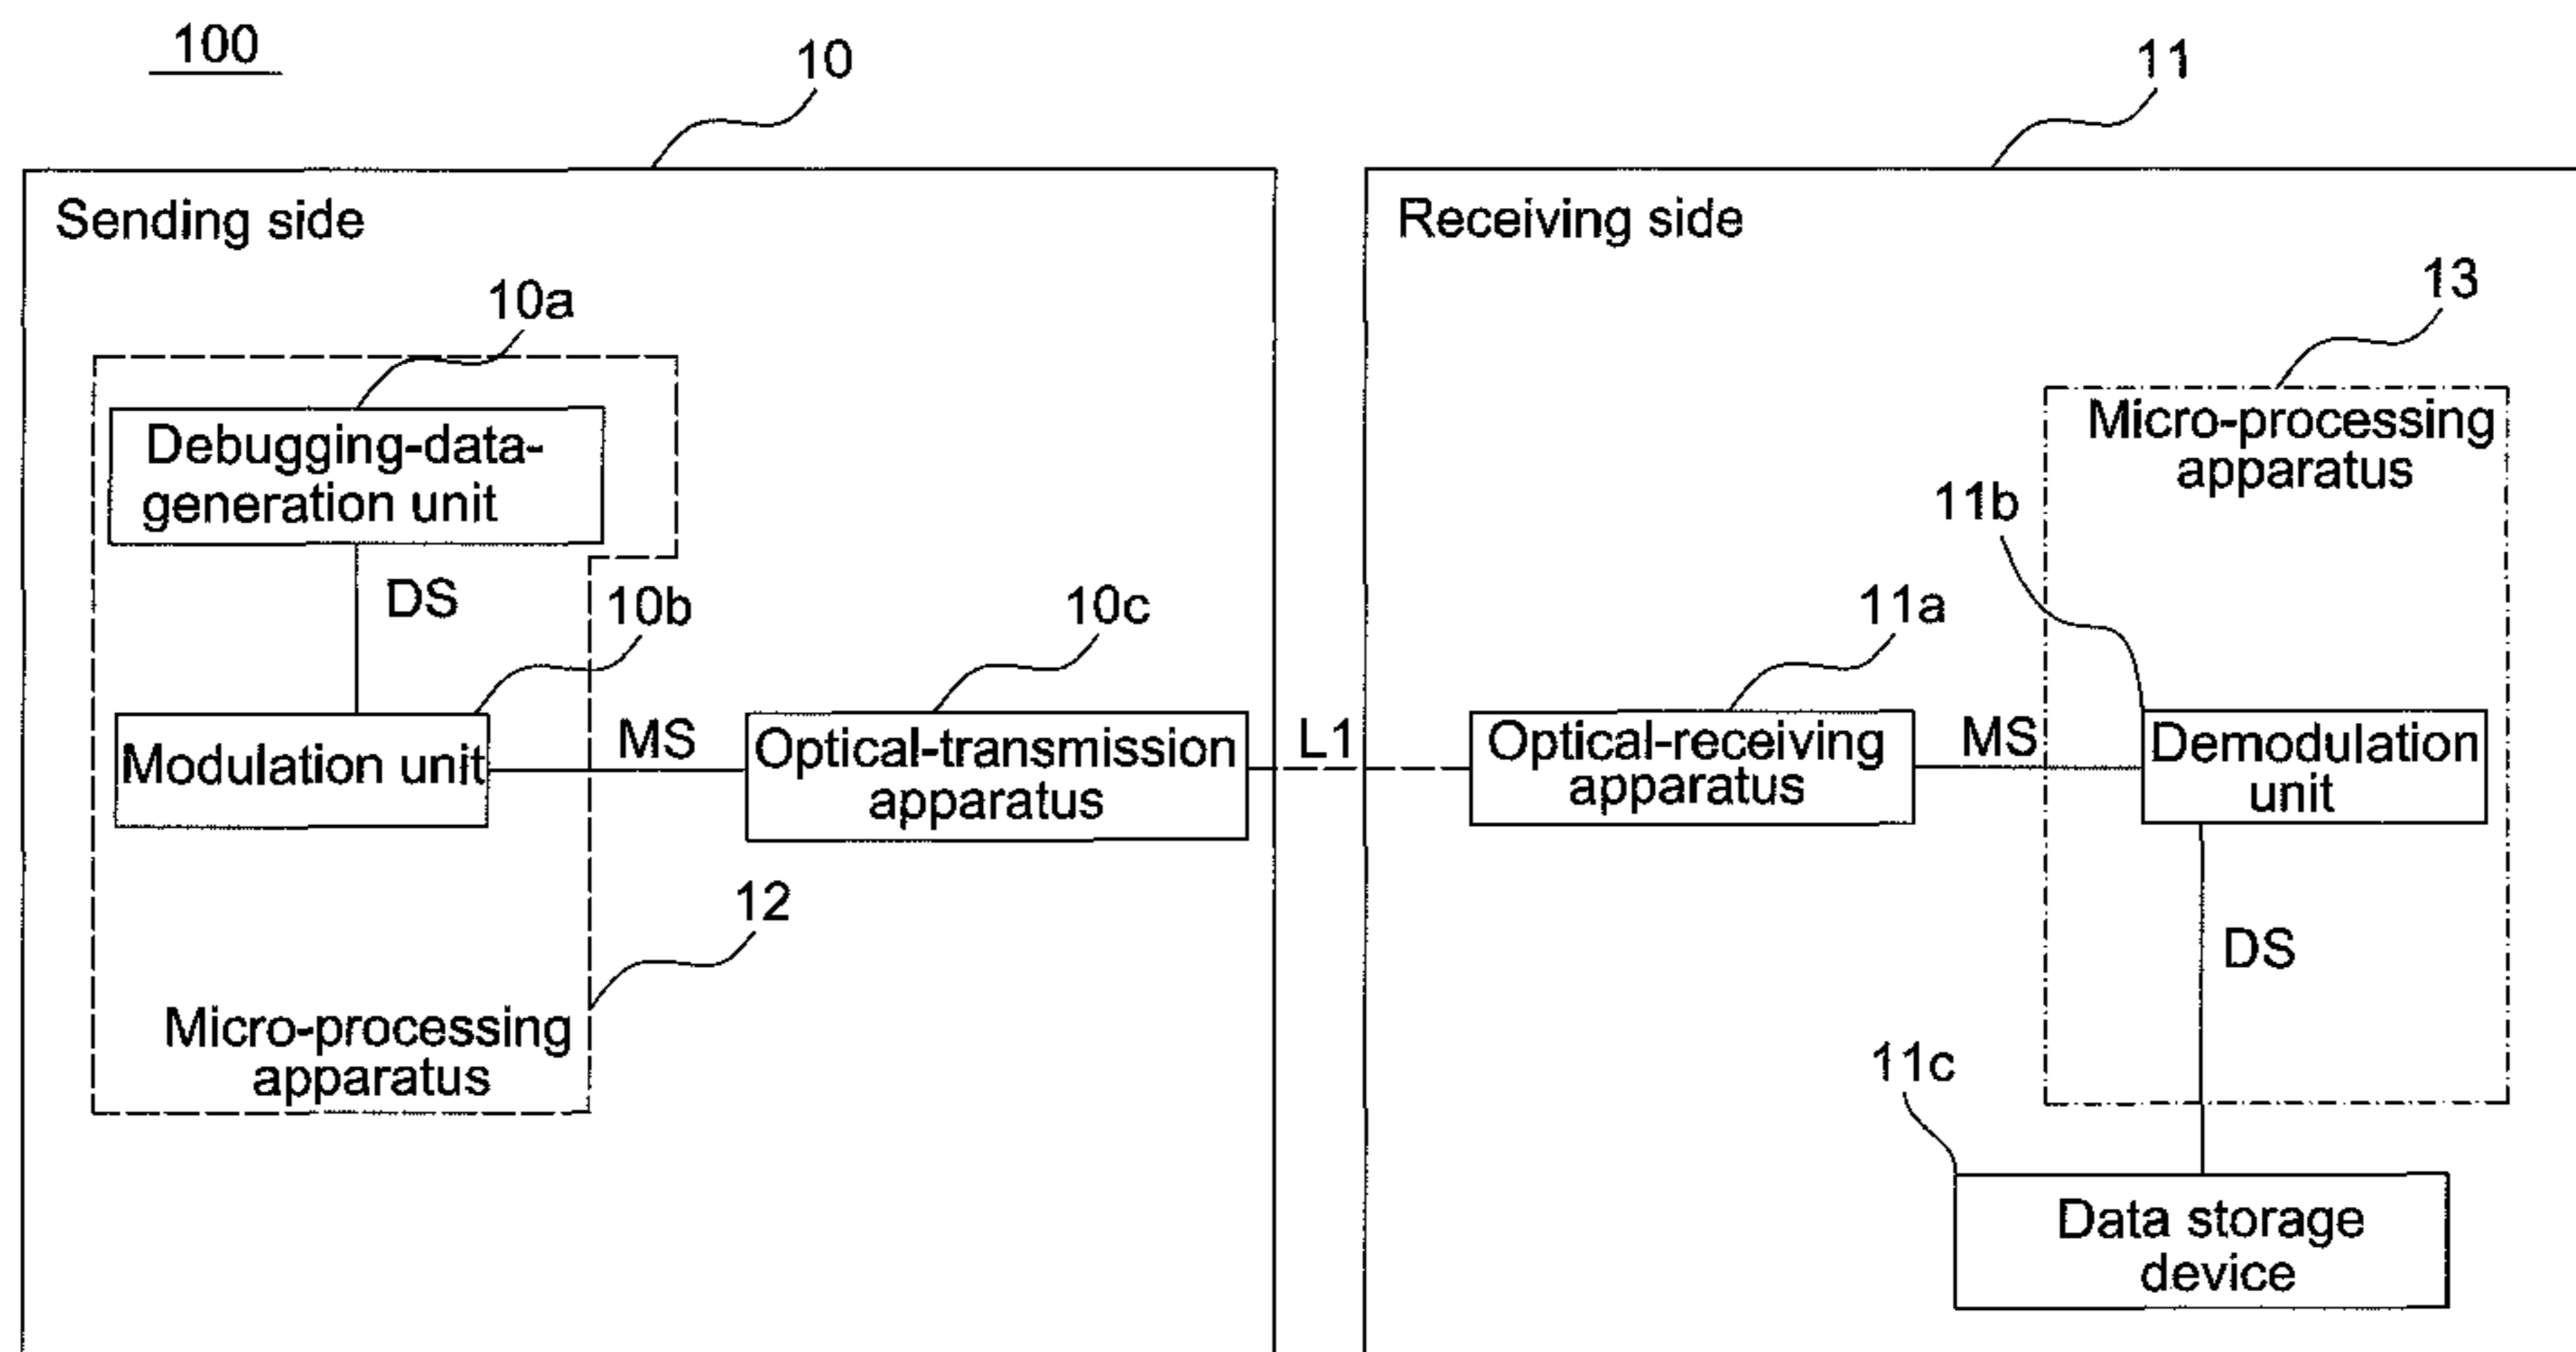 100
10
11
Sending side
Receiving side
10a
13
Debugging-data-
generation unit
Micro-processing
apparatus
11b
DS
10b
10c
11a
Modulation unit
MS
Optical-transmission
apparatus
L1
Optical-receiving
apparatus
MS
Demodulation
unit
12
DS
Micro-processing
apparatus
11c
Data storage
device